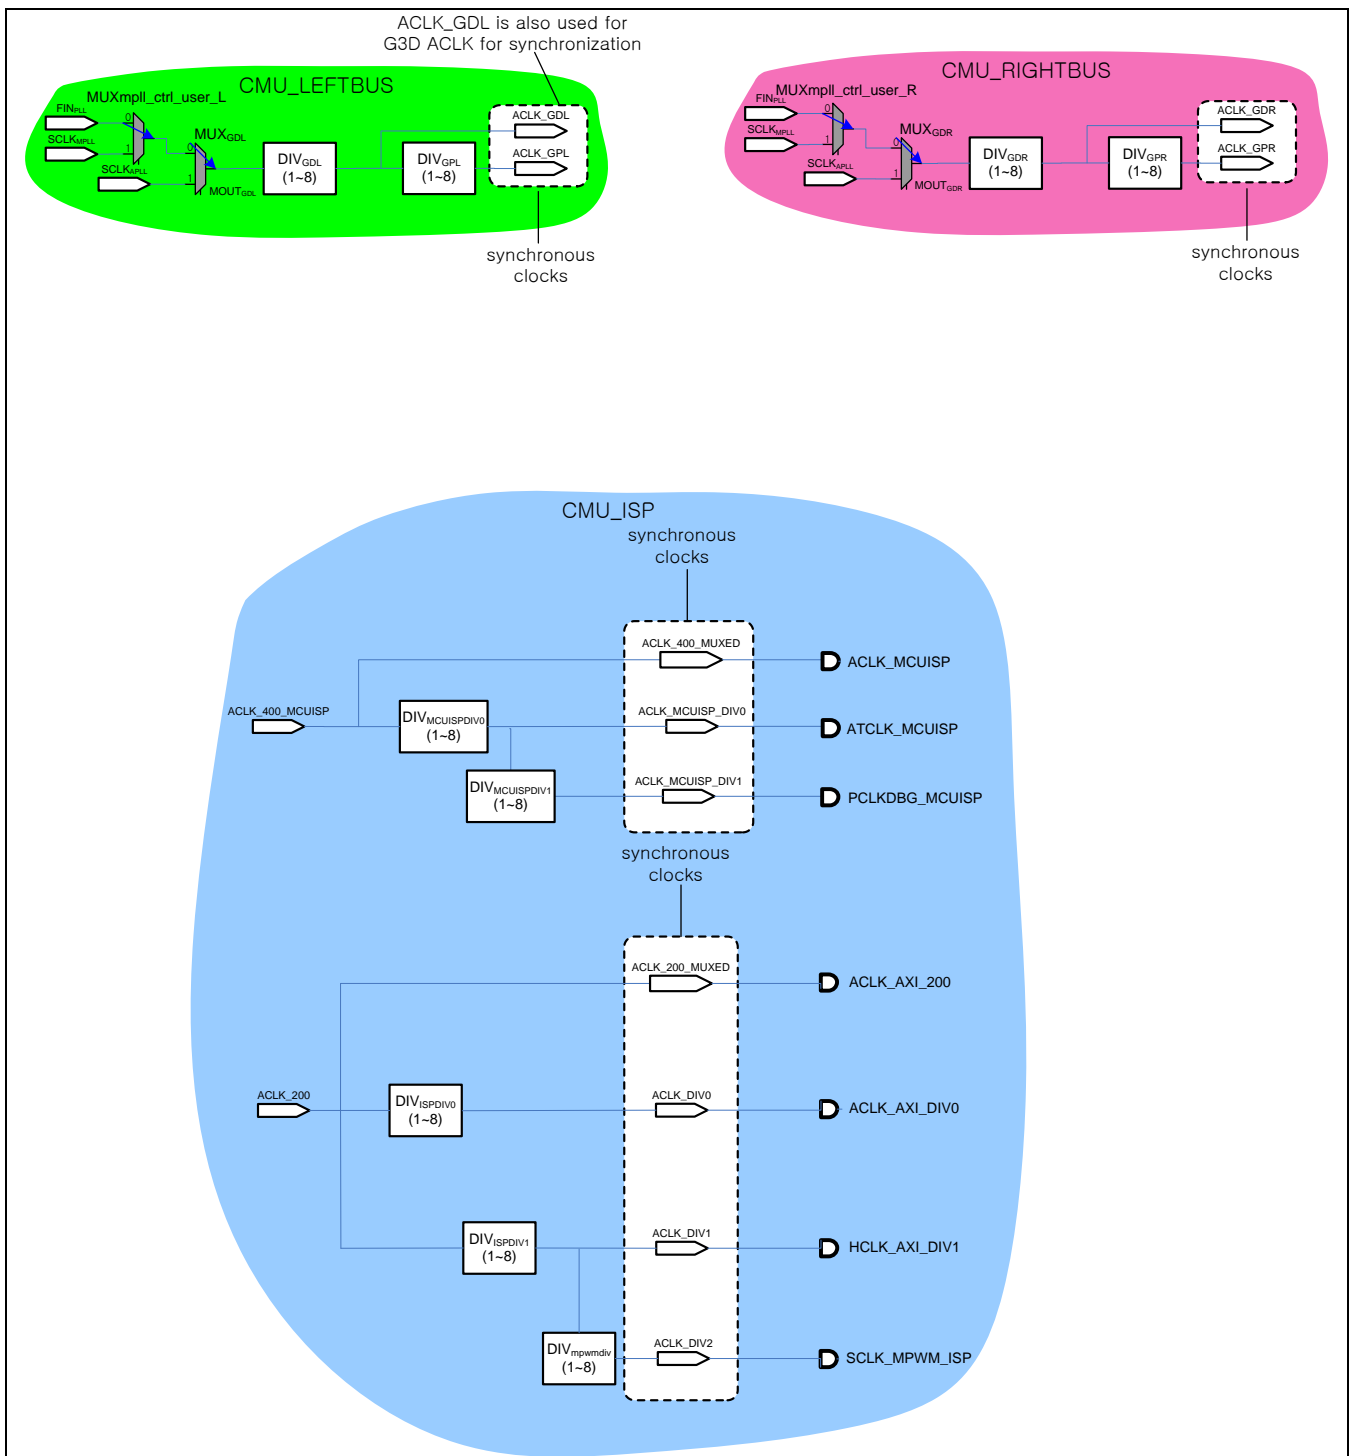 ACLK_GDL is also used for
G3D ACLK for synchronization
CMU_LEFTBUS
MUXmpll_ctrl_user_L
FINPLL
0
SCLKMPLL
1
MUXGDL
0
SCLKAPLL
1
MOUTGDL
DIVGDL
(1~8)
DIVGPL
(1~8)
ACLK_GDL
ACLK_GPL
synchronous
clocks
CMU_RIGHTBUS
MUXmpll_ctrl_user_R
FINPLL
0
SCLKMPLL
1
MUXGDR
0
SCLKAPLL
1
MOUTGDR
DIVGDR
(1~8)
DIVGPR
(1~8)
ACLK_GDR
ACLK_GPR
synchronous
clocks
CMU_ISP
synchronous
clocks
ACLK_400_MUXED
ACLK_MCUISP
ACLK_400_MCUISP
DIVMCUISPDIV0
(1~8)
ACLK_MCUISP_DIV0
ATCLK_MCUISP
DIVMCUISPDIV1
(1~8)
ACLK_MCUISP_DIV1
PCLKDBG_MCUISP
synchronous
clocks
ACLK_200_MUXED
ACLK_AXI_200
ACLK_200
DIVISPDIV0
(1~8)
ACLK_DIV0
ACLK_AXI_DIV0
DIVISPDIV1
(1~8)
ACLK_DIV1
HCLK_AXI_DIV1
DIVmpwmdiv
(1~8)
ACLK_DIV2
SCLK_MPWM_ISP